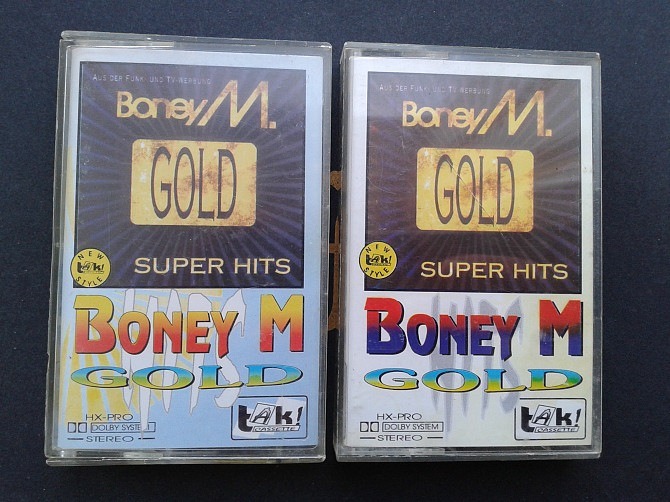 AUS DER FUNK- UND TV-WERBUNG
Boney M.
GOLD
NEW
tak!
STYLE
SUPER HITS
BONEY M
GOLD
HX-PRO
DOLBY SYSTEM
STEREO
tak!
CASSETTE
AUS DER FUNK- UND TV-WERBUNG
Boney M.
GOLD
NEW
tak!
STYLE
SUPER HITS
BONEY M
GOLD
HX-PRO
DOLBY SYSTEM
STEREO
tak!
CASSETTE